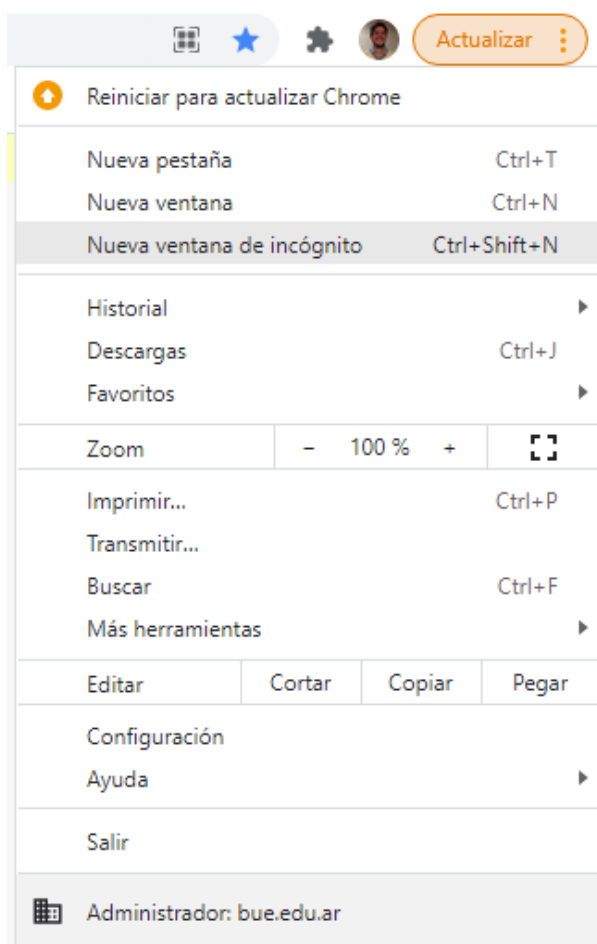 Actualizar
Reiniciar para actualizar Chrome
Nueva pestaña Ctrl+T
Nueva ventana Ctrl+N
Nueva ventana de incógnito Ctrl+Shift+N
Historial
Descargas Ctrl+J
Favoritos
Zoom - 100 % +
Imprimir... Ctrl+P
Transmitir...
Buscar Ctrl+F
Más herramientas
Editar Cortar Copiar Pegar
Configuración
Ayuda
Salir
Administrador: bue.edu.ar